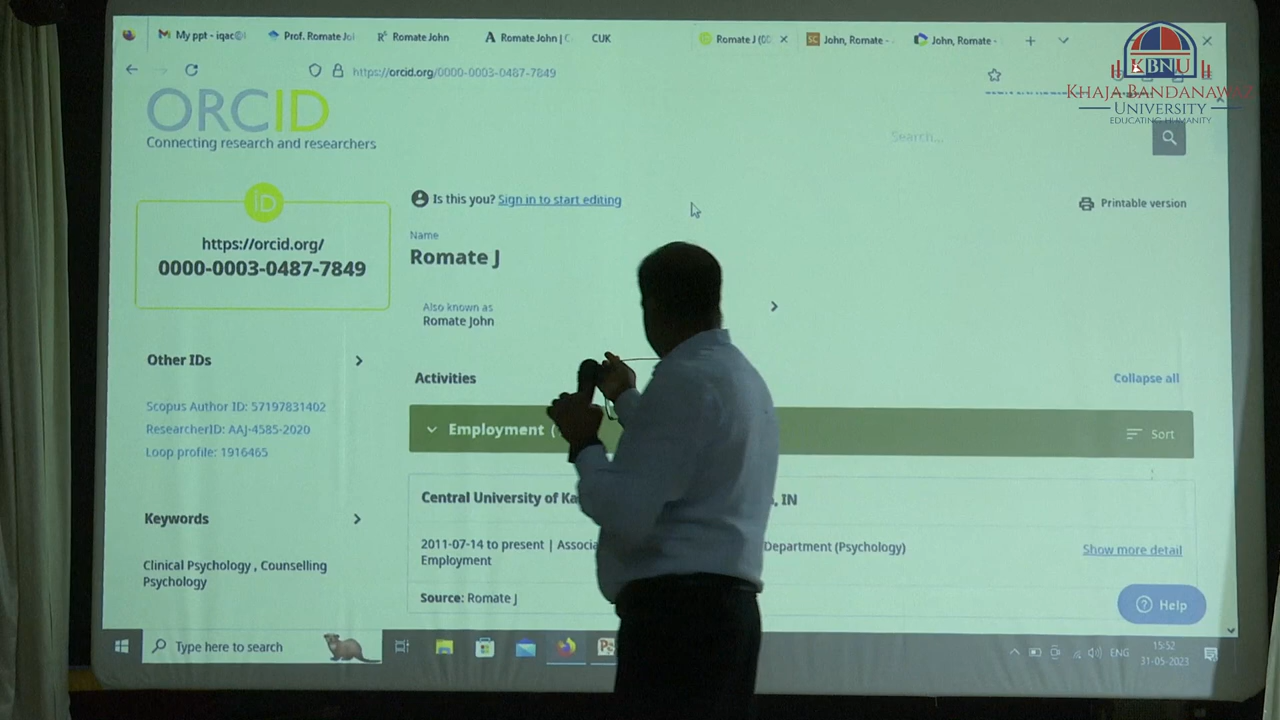 My ppt - iqac@
Prof. Romate Jo
Romate John
Romate John | C
CUK
Romate J (00
John, Romate -
John, Romate -
https://orcid.org/0000-0003-0487-7849
KBNU
KHAJA BANDANAWAZ
UNIVERSITY
EDUCATING HUMANITY
ORCID
Connecting research and researchers
Search...
iD
https://orcid.org/
0000-0003-0487-7849
Is this you? Sign in to start editing
Printable version
Name
Romate J
Also known as
Romate John
Other IDs
Scopus Author ID: 57197831402
ResearcherID: AAJ-4585-2020
Loop profile: 1916465
Keywords
Clinical Psychology , Counselling
Psychology
Activities
Collapse all
Employment (
Sort
Central University of Ka , IN
2011-07-14 to present | Associa Department (Psychology)
Employment
Show more detail
Source: Romate J
Help
Type here to search
ENG
15:52
31-05-2023